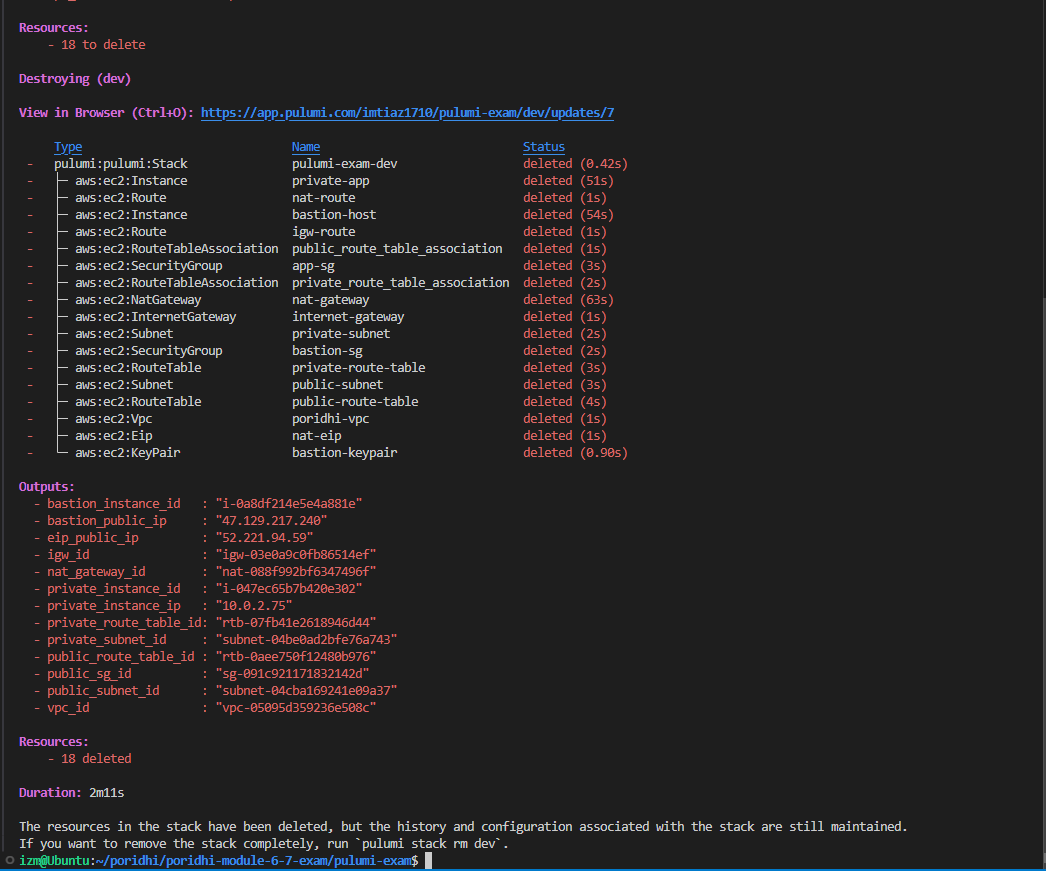 Resources:
    - 18 to delete
Destroying (dev)
View in Browser (Ctrl+O): https://app.pulumi.com/imtiaz1710/pulumi-exam/dev/updates/7
     Type                              Name                             Status
 -   pulumi:pulumi:Stack               pulumi-exam-dev                  deleted (0.42s)
 -   ├─ aws:ec2:Instance               private-app                      deleted (51s)
 -   ├─ aws:ec2:Route                  nat-route                        deleted (1s)
 -   ├─ aws:ec2:Instance               bastion-host                     deleted (54s)
 -   ├─ aws:ec2:Route                  igw-route                        deleted (1s)
 -   ├─ aws:ec2:RouteTableAssociation  public_route_table_association   deleted (1s)
 -   ├─ aws:ec2:SecurityGroup          app-sg                           deleted (3s)
 -   ├─ aws:ec2:RouteTableAssociation  private_route_table_association  deleted (2s)
 -   ├─ aws:ec2:NatGateway             nat-gateway                      deleted (63s)
 -   ├─ aws:ec2:InternetGateway        internet-gateway                 deleted (1s)
 -   ├─ aws:ec2:Subnet                 private-subnet                   deleted (2s)
 -   ├─ aws:ec2:SecurityGroup          bastion-sg                       deleted (2s)
 -   ├─ aws:ec2:RouteTable             private-route-table              deleted (3s)
 -   ├─ aws:ec2:Subnet                 public-subnet                    deleted (3s)
 -   ├─ aws:ec2:RouteTable             public-route-table               deleted (4s)
 -   ├─ aws:ec2:Vpc                    poridhi-vpc                      deleted (1s)
 -   ├─ aws:ec2:Eip                    nat-eip                          deleted (1s)
 -   └─ aws:ec2:KeyPair                bastion-keypair                  deleted (0.90s)
Outputs:
  - bastion_instance_id   : "i-0a8df214e5e4a881e"
  - bastion_public_ip     : "47.129.217.240"
  - eip_public_ip         : "52.221.94.59"
  - igw_id                : "igw-03e0a9c0fb86514ef"
  - nat_gateway_id        : "nat-088f992bf6347496f"
  - private_instance_id   : "i-047ec65b7b420e302"
  - private_instance_ip   : "10.0.2.75"
  - private_route_table_id: "rtb-07fb41e2618946d44"
  - private_subnet_id     : "subnet-04be0ad2bfe76a743"
  - public_route_table_id : "rtb-0aee750f12480b976"
  - public_sg_id          : "sg-091c921171832142d"
  - public_subnet_id      : "subnet-04cba169241e09a37"
  - vpc_id                : "vpc-05095d359236e508c"
Resources:
    - 18 deleted
Duration: 2m11s
The resources in the stack have been deleted, but the history and configuration associated with the stack are still maintained.
If you want to remove the stack completely, run `pulumi stack rm dev`.
izm@Ubuntu:~/poridhi/poridhi-module-6-7-exam/pulumi-exam$